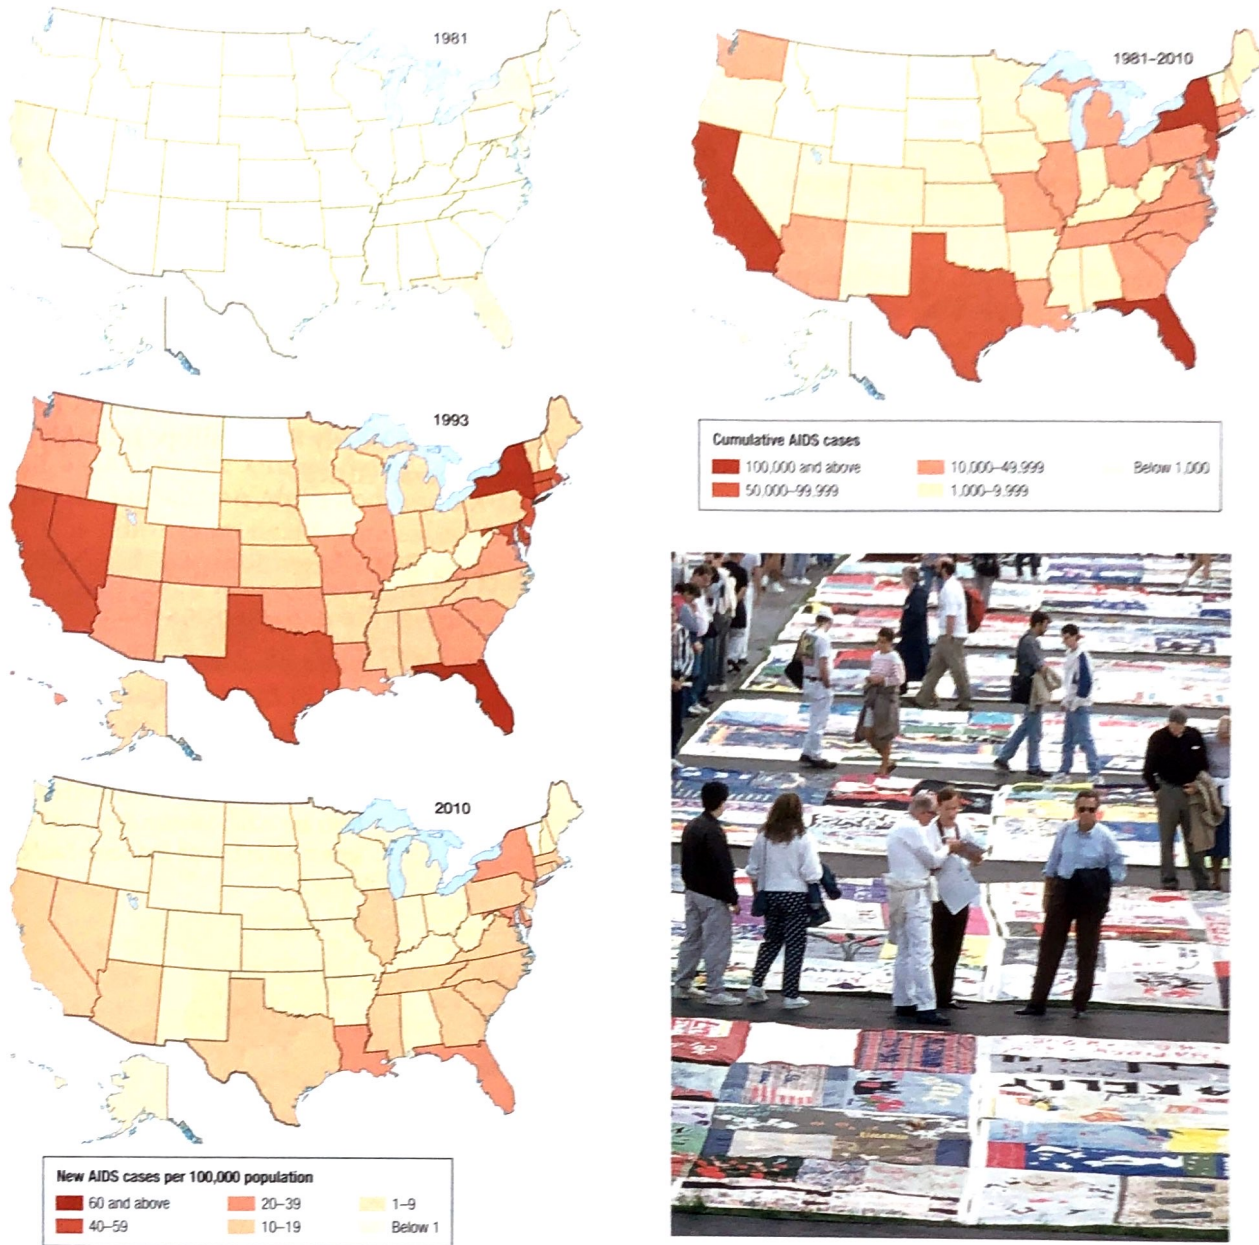 1981
1993
2010
New AIDS cases per 100,000 population
60 and above
20–39
1–9
40–59
10–19
Below 1
1981–2010
Cumulative AIDS cases
100,000 and above
10,000–49,999
Below 1,000
50,000–99,999
1,000–9,999
KELLY